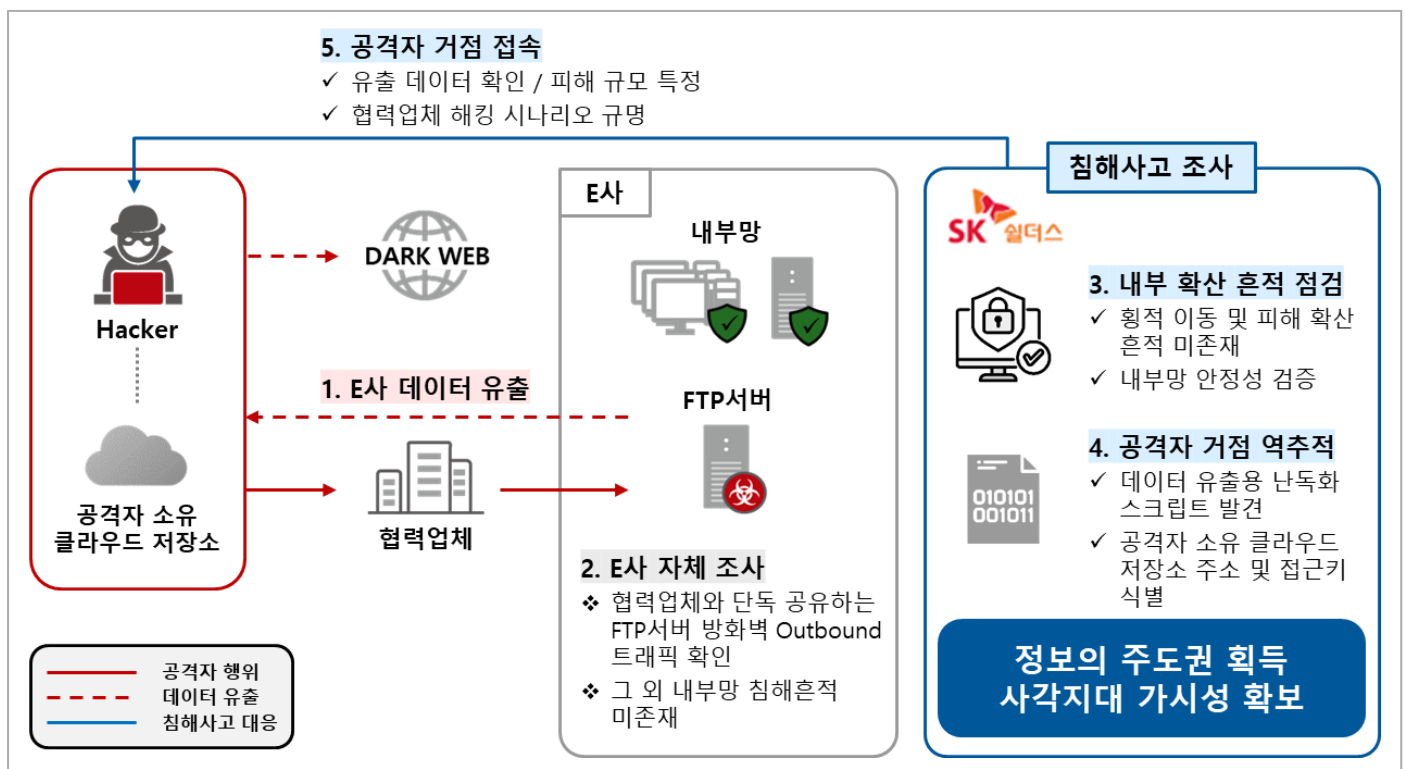 5. 공격자 거점 접속
✓ 유출 데이터 확인 / 피해 규모 특정
✓ 협력업체 해킹 시나리오 규명
Hacker
공격자 소유
클라우드 저장소
DARK WEB
1. E사 데이터 유출
협력업체
E사
내부망
FTP서버
2. E사 자체 조사
❖ 협력업체와 단독 공유하는
FTP서버 방화벽 Outbound
트래픽 확인
❖ 그 외 내부망 침해흔적
미존재
침해사고 조사
SK 쉴더스
3. 내부 확산 흔적 점검
✓ 횡적 이동 및 피해 확산
흔적 미존재
✓ 내부망 안정성 검증
010101
001011
4. 공격자 거점 역추적
✓ 데이터 유출용 난독화
스크립트 발견
✓ 공격자 소유 클라우드
저장소 주소 및 접근키
식별
정보의 주도권 획득
사각지대 가시성 확보
공격자 행위
데이터 유출
침해사고 대응